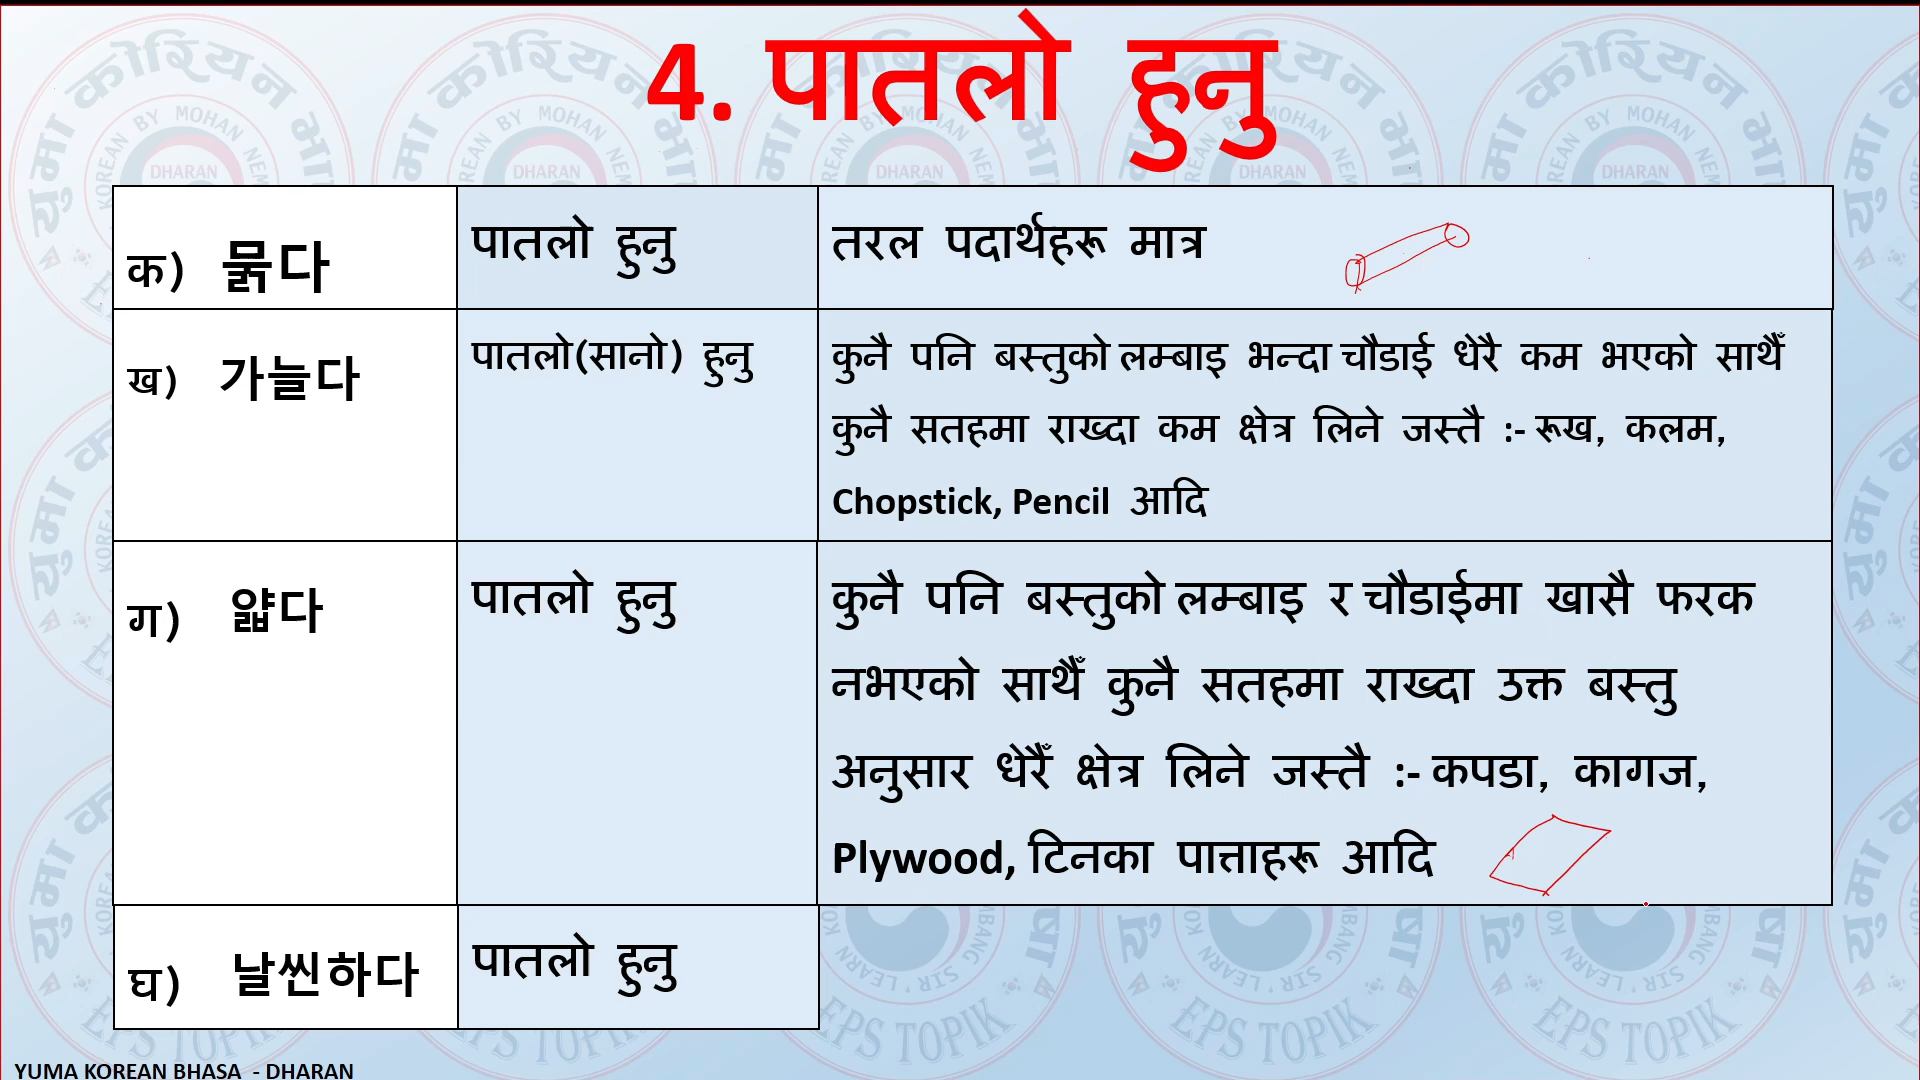 4. पातलो हुनु
क) 묽다 पातलो हुनु तरल पदार्थहरू मात्र
ख) 가늘다 पातलो(सानो) हुनु कुनै पनि बस्तुको लम्बाइ भन्दा चौडाई धेरै कम भएको साथैँ
कुनै सतहमा राख्दा कम क्षेत्र लिने जस्तै :- रूख, कलम,
Chopstick, Pencil आदि
ग) 얇다 पातलो हुनु कुनै पनि बस्तुको लम्बाइ र चौडाईमा खासै फरक
नभएको साथैँ कुनै सतहमा राख्दा उक्त बस्तु
अनुसार धेरैँ क्षेत्र लिने जस्तै :- कपडा, कागज,
Plywood, टिनका पात्ताहरू आदि
घ) 날씬하다 पातलो हुनु
YUMA KOREAN BHASA - DHARAN